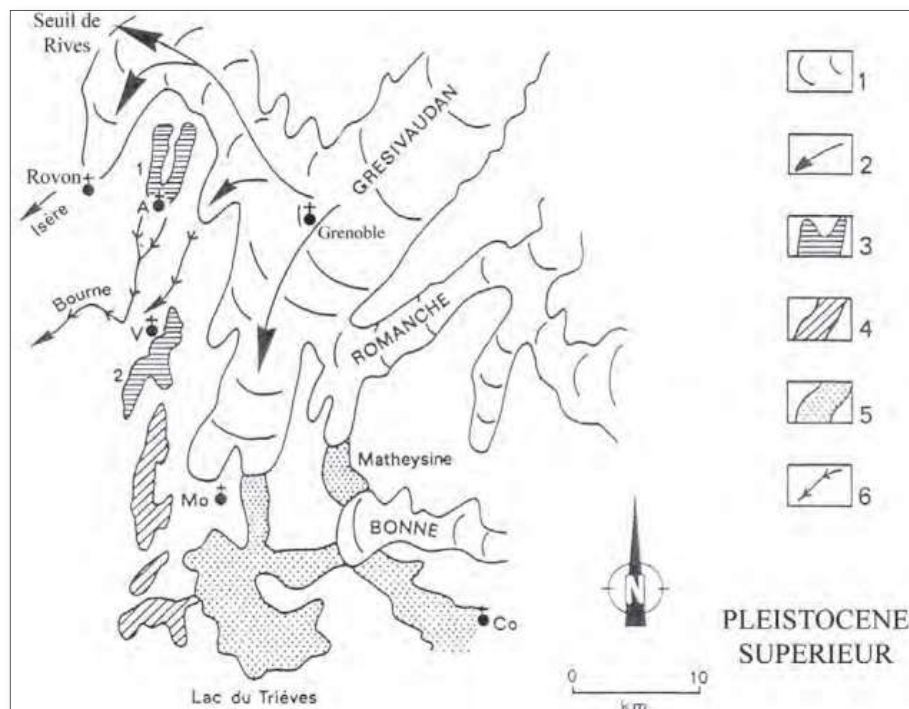 Seuil de
Rives
GRESIVAUDAN
1
Rovon
A
Isère
Grenoble
Bourne
ROMANCHE
V
2
Matheysine
Mo
BONNE
Co
Lac du Triéves
1
2
3
4
5
6
N
PLEISTOCENE
SUPERIEUR
0 10
km